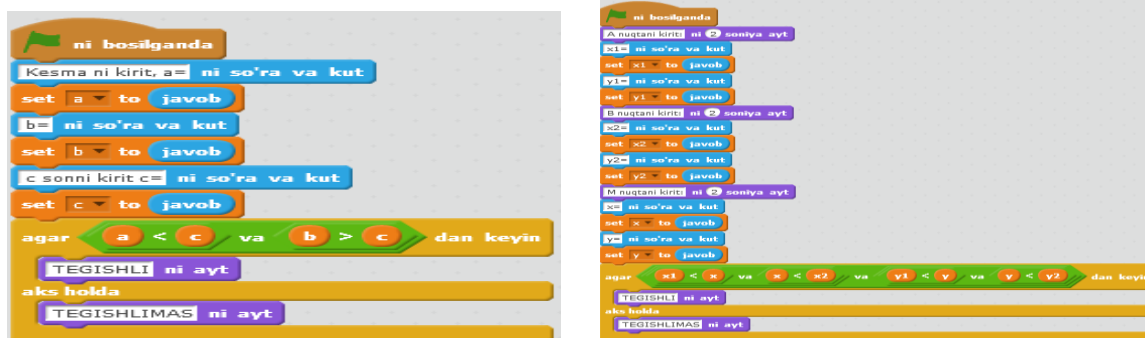 ni bosilganda
Kesma ni kirit, a= ni so'ra va kut
set a to javob
b= ni so'ra va kut
set b to javob
c sonni kirit c= ni so'ra va kut
set c to javob
agar a < c va b > c dan keyin
TEGISHLI ni ayt
aks holda
TEGISHLIMAS ni ayt
ni bosilganda
A nuqtani kirit: ni 2 soniya ayt
x1= ni so'ra va kut
set x1 to javob
y1= ni so'ra va kut
set y1 to javob
B nuqtani kirit: ni 2 soniya ayt
x2= ni so'ra va kut
set x2 to javob
y2= ni so'ra va kut
set y2 to javob
M nuqtani kirit: ni 2 soniya ayt
x= ni so'ra va kut
set x to javob
y= ni so'ra va kut
set y to javob
agar x1 < x va x < x2 va y1 < y va y < y2 dan keyin
TEGISHLI ni ayt
aks holda
TEGISHLIMAS ni ayt